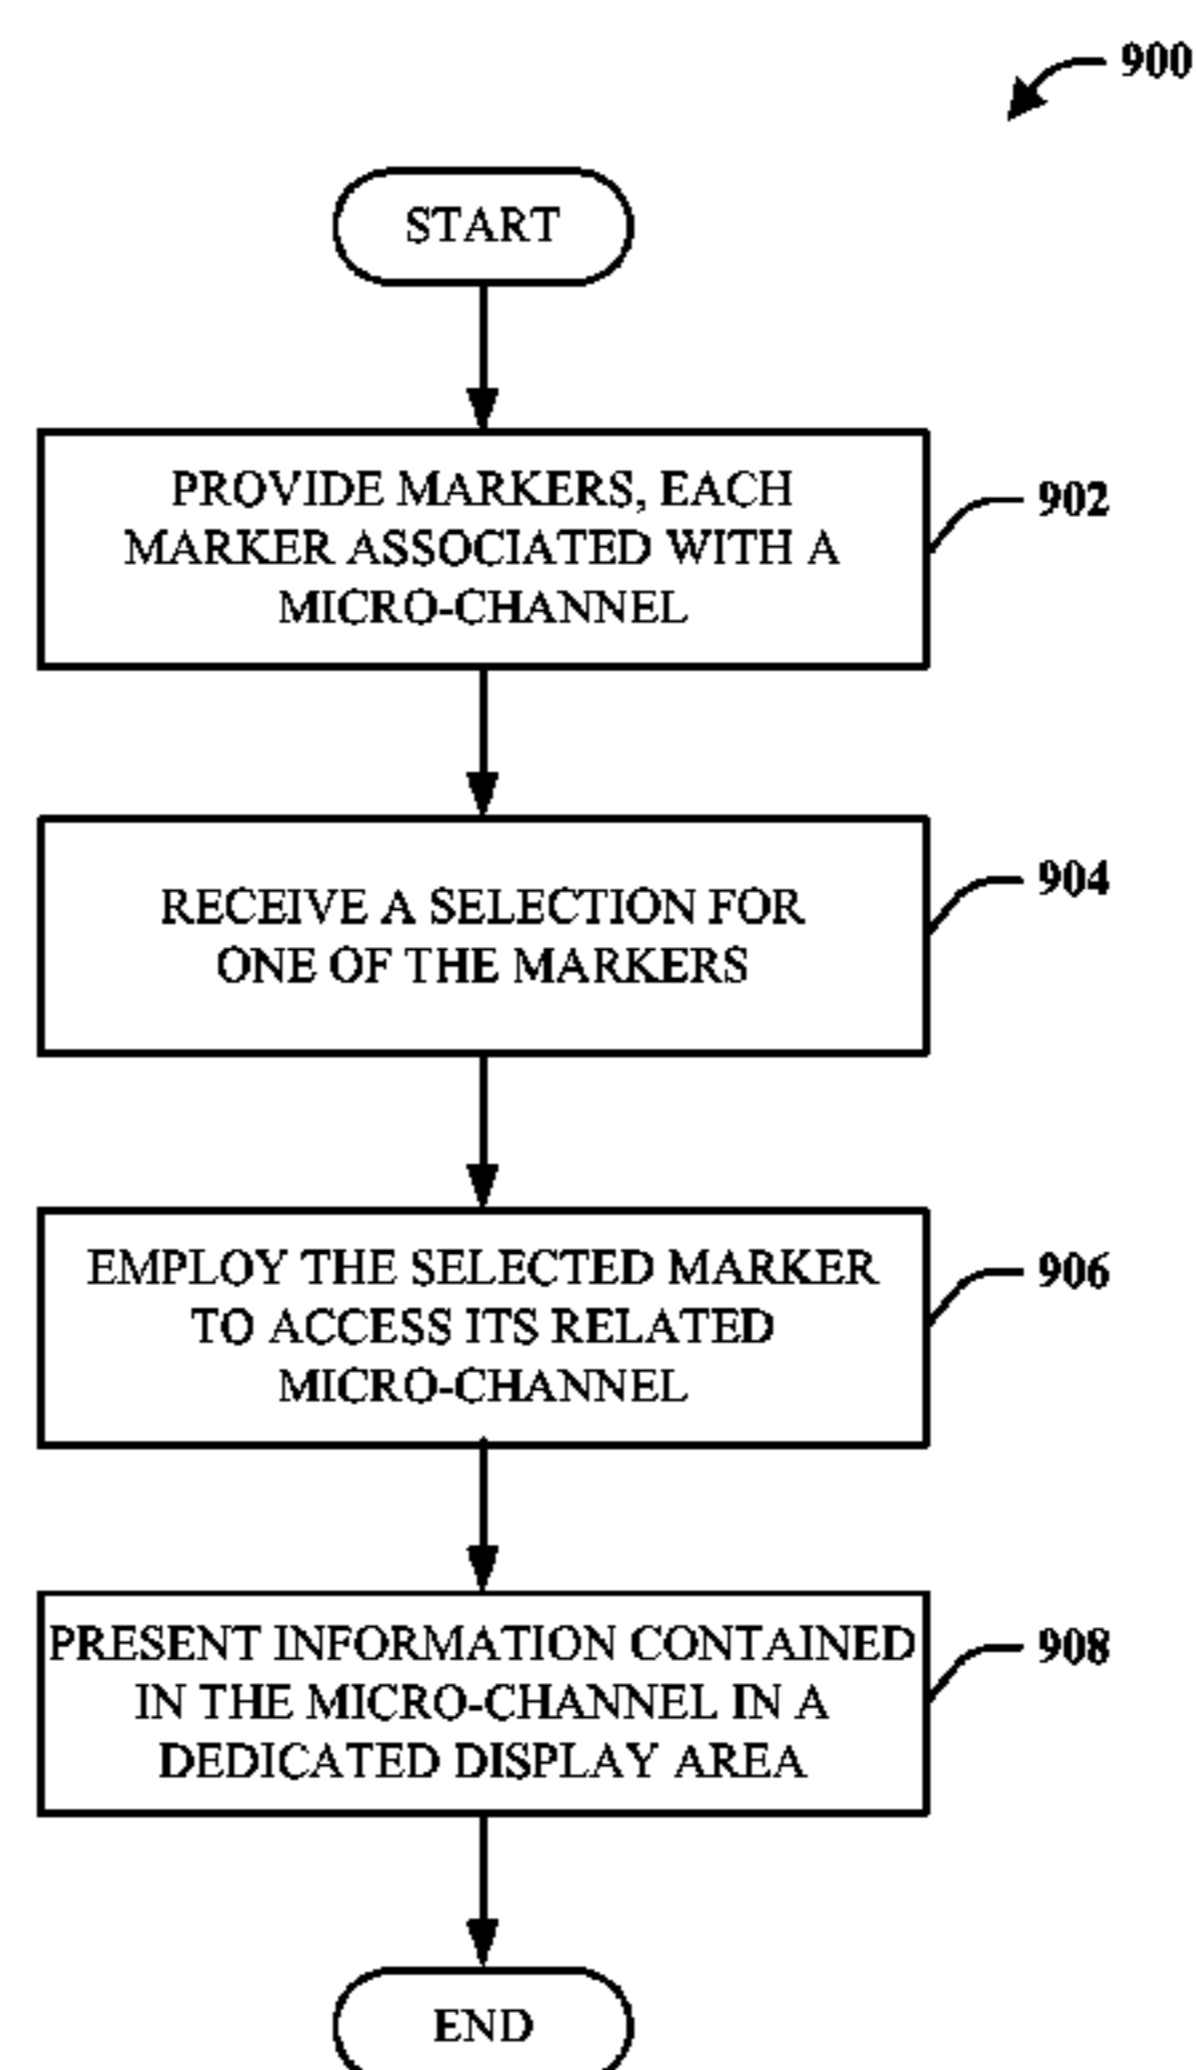 900
START
PROVIDE MARKERS, EACH
MARKER ASSOCIATED WITH A
MICRO-CHANNEL
902
RECEIVE A SELECTION FOR
ONE OF THE MARKERS
904
EMPLOY THE SELECTED MARKER
TO ACCESS ITS RELATED
MICRO-CHANNEL
906
PRESENT INFORMATION CONTAINED
IN THE MICRO-CHANNEL IN A
DEDICATED DISPLAY AREA
908
END